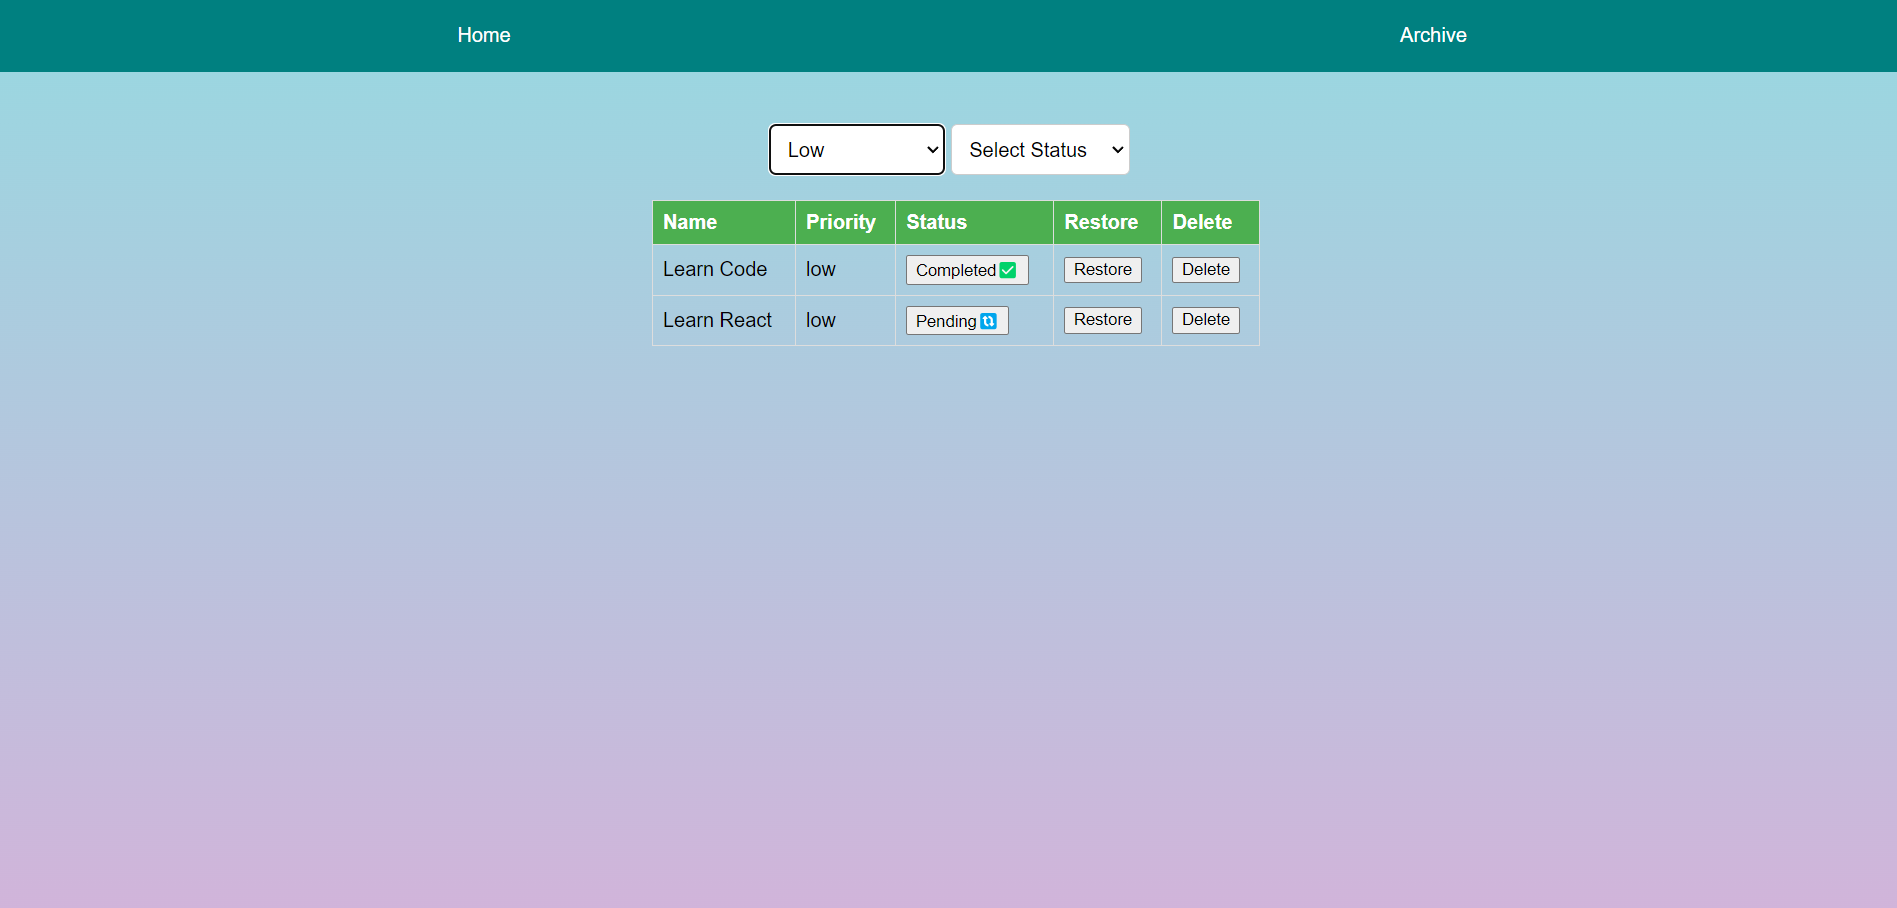 Home Archive
Low Select Status
Name Priority Status Restore Delete
Learn Code low Completed Restore Delete
Learn React low Pending Restore Delete